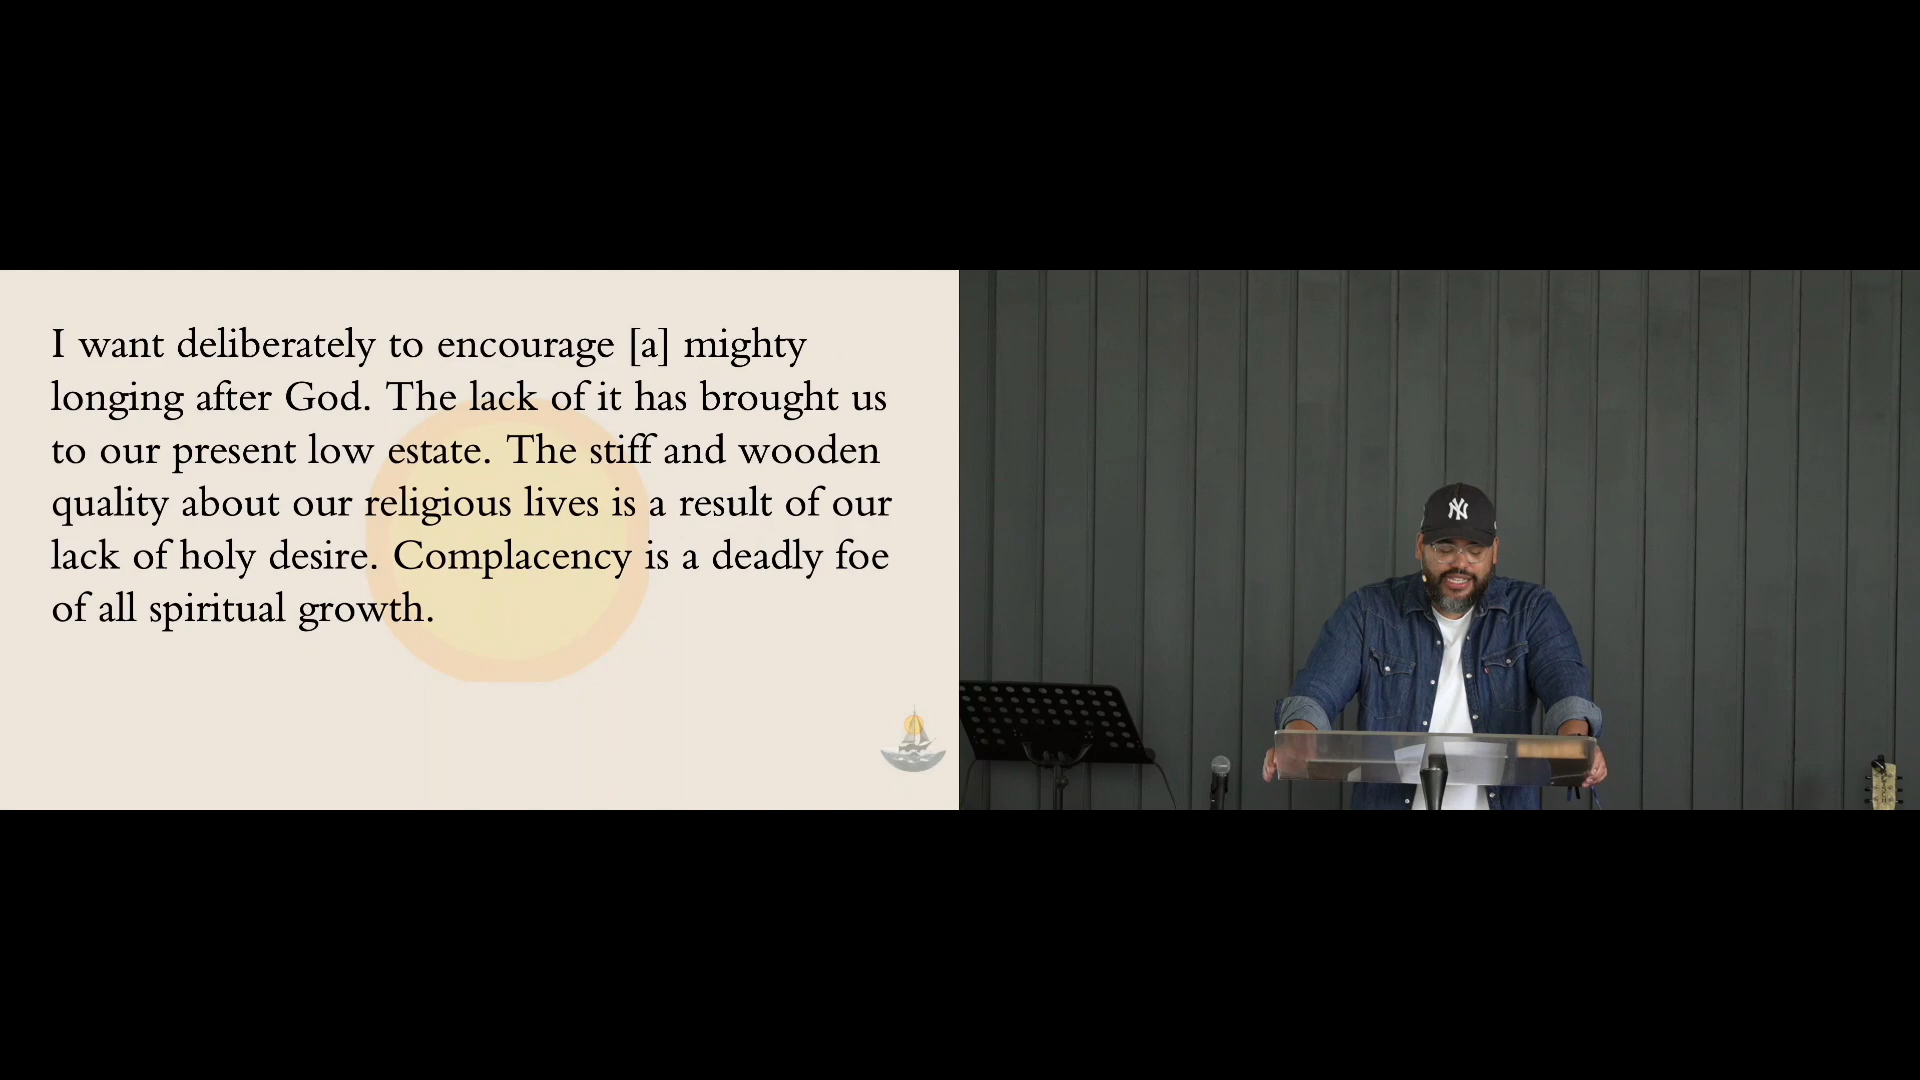 I want deliberately to encourage [a] mighty
longing after God. The lack of it has brought us
to our present low estate. The stiff and wooden
quality about our religious lives is a result of our
lack of holy desire. Complacency is a deadly foe
of all spiritual growth.
NY